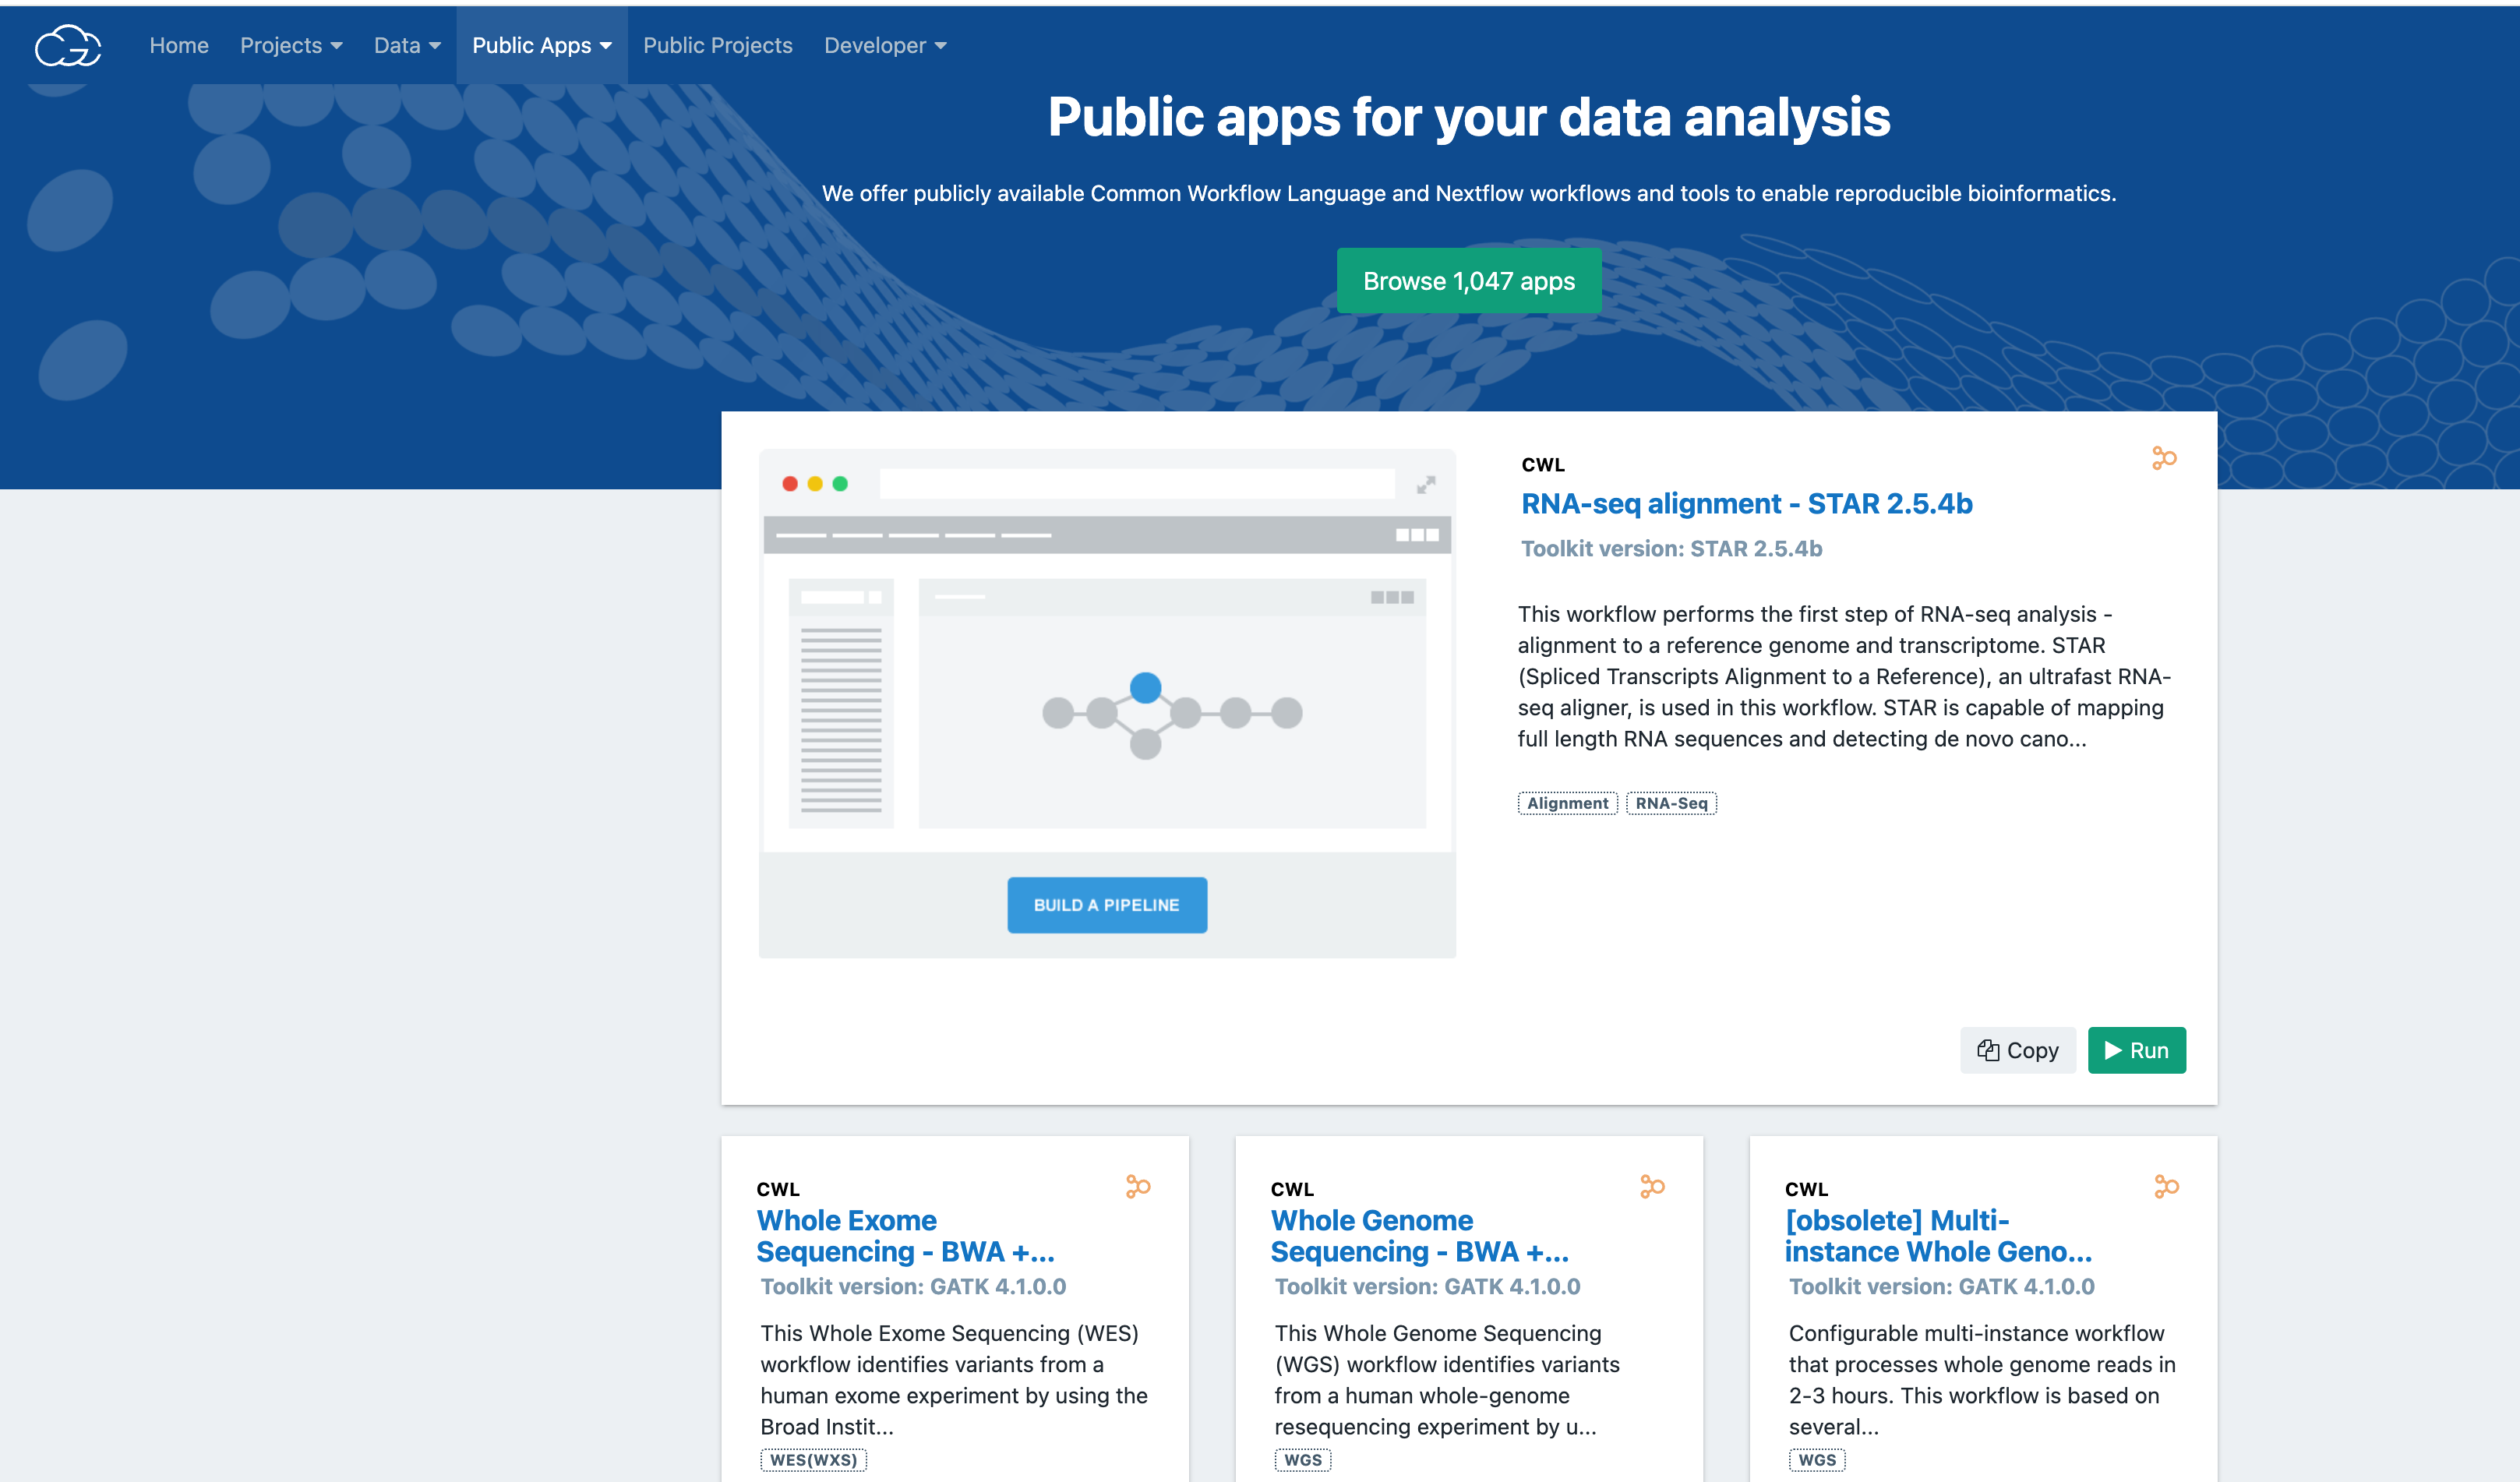 Home Projects Data Public Apps Public Projects Developer
Public apps for your data analysis
We offer publicly available Common Workflow Language and Nextflow workflows and tools to enable reproducible bioinformatics.
Browse 1,047 apps
BUILD A PIPELINE
CWL
RNA-seq alignment - STAR 2.5.4b
Toolkit version: STAR 2.5.4b
This workflow performs the first step of RNA-seq analysis -
alignment to a reference genome and transcriptome. STAR
(Spliced Transcripts Alignment to a Reference), an ultrafast RNA-
seq aligner, is used in this workflow. STAR is capable of mapping
full length RNA sequences and detecting de novo cano...
Alignment RNA-Seq
Copy Run
CWL
Whole Exome
Sequencing - BWA +...
Toolkit version: GATK 4.1.0.0
This Whole Exome Sequencing (WES)
workflow identifies variants from a
human exome experiment by using the
Broad Instit...
WES(WXS)
CWL
Whole Genome
Sequencing - BWA +...
Toolkit version: GATK 4.1.0.0
This Whole Genome Sequencing
(WGS) workflow identifies variants
from a human whole-genome
resequencing experiment by u...
WGS
CWL
[obsolete] Multi-
instance Whole Geno...
Toolkit version: GATK 4.1.0.0
Configurable multi-instance workflow
that processes whole genome reads in
2-3 hours. This workflow is based on
several...
WGS